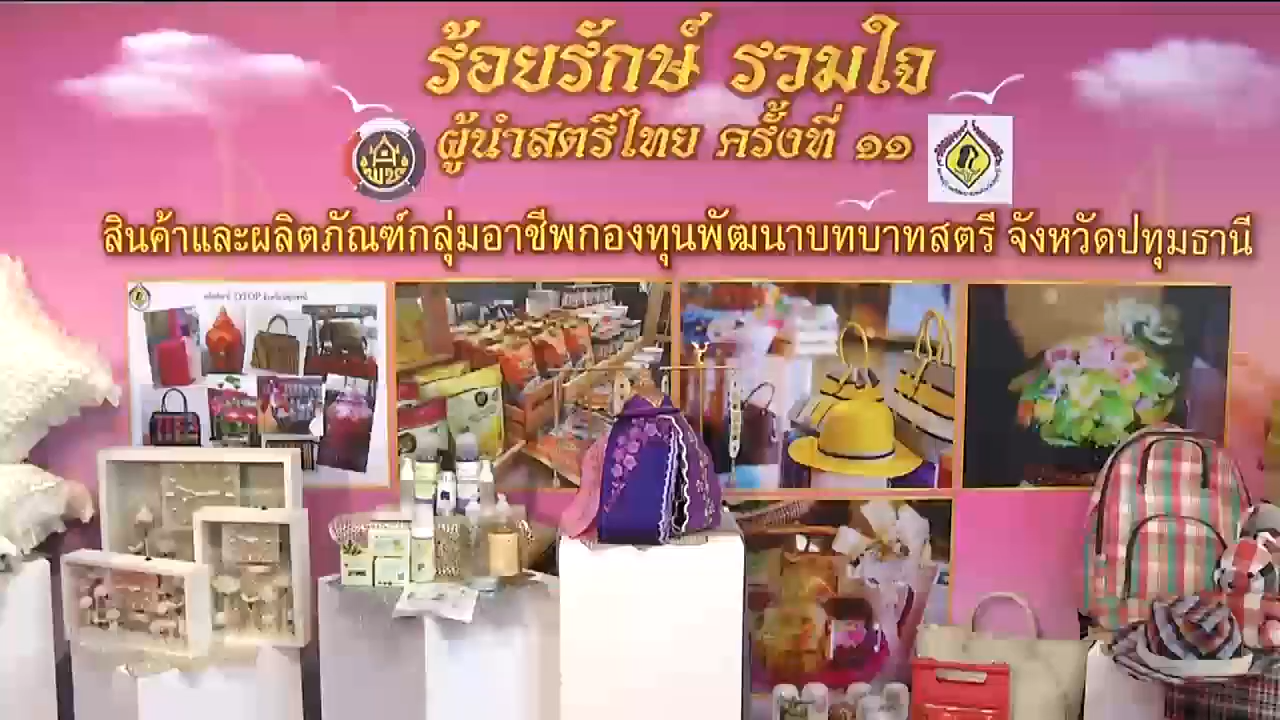 ร้อยรักษ์ รวมใจ
ผู้นำสตรีไทย ครั้งที่ ๑๑
สินค้าและผลิตภัณฑ์กลุ่มอาชีพกองทุนพัฒนาบทบาทสตรี จังหวัดปทุมธานี
OTOP